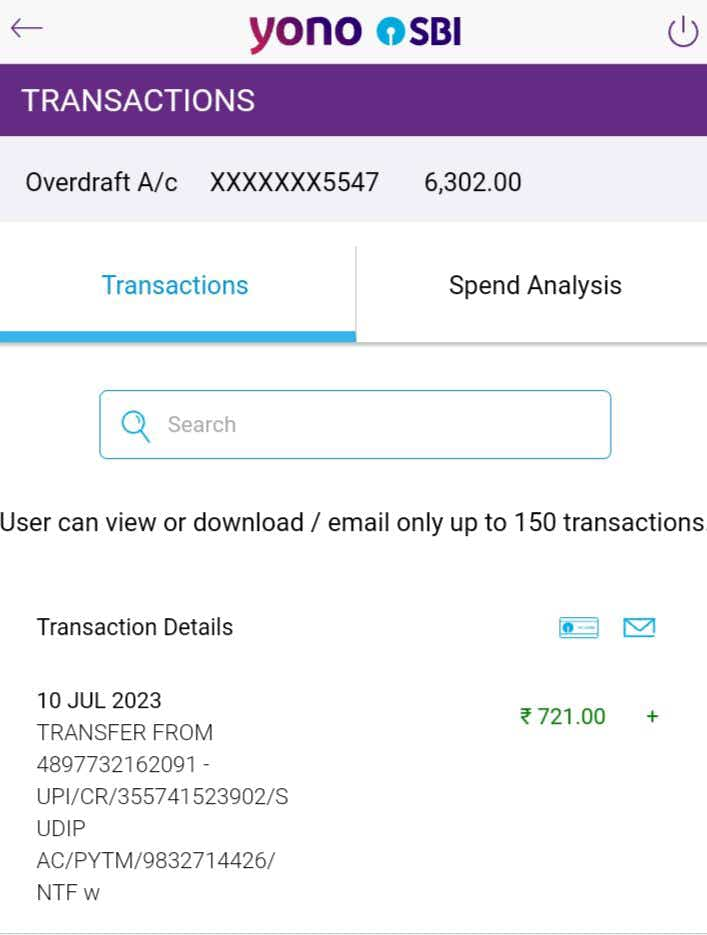 yono SBI
TRANSACTIONS
Overdraft A/c XXXXXXX5547 6,302.00
Transactions Spend Analysis
Search
User can view or download / email only up to 150 transactions.
Transaction Details
10 JUL 2023
₹ 721.00 +
TRANSFER FROM
4897732162091 -
UPI/CR/355741523902/S
UDIP
AC/PYTM/9832714426/
NTF w